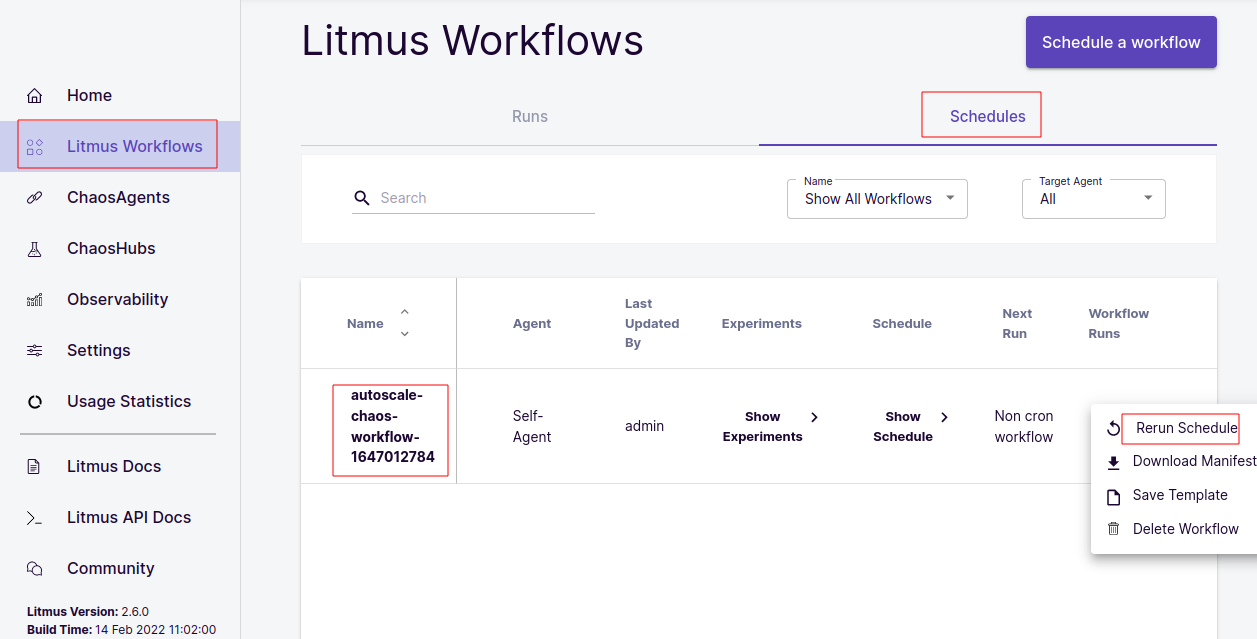 Litmus Workflows
Schedule a workflow
Home
Litmus Workflows
ChaosAgents
ChaosHubs
Observability
Settings
Usage Statistics
Litmus Docs
Litmus API Docs
Community
Litmus Version: 2.6.0
Build Time: 14 Feb 2022 11:02:00
Runs
Schedules
Search
Name
Show All Workflows
Target Agent
All
Name
Agent
Last
Updated
By
Experiments
Schedule
Next
Run
Workflow
Runs
autoscale-
chaos-
workflow-
1647012784
Self-
Agent
admin
Show
Experiments
Show
Schedule
Non cron
workflow
Rerun Schedule
Download Manifest
Save Template
Delete Workflow